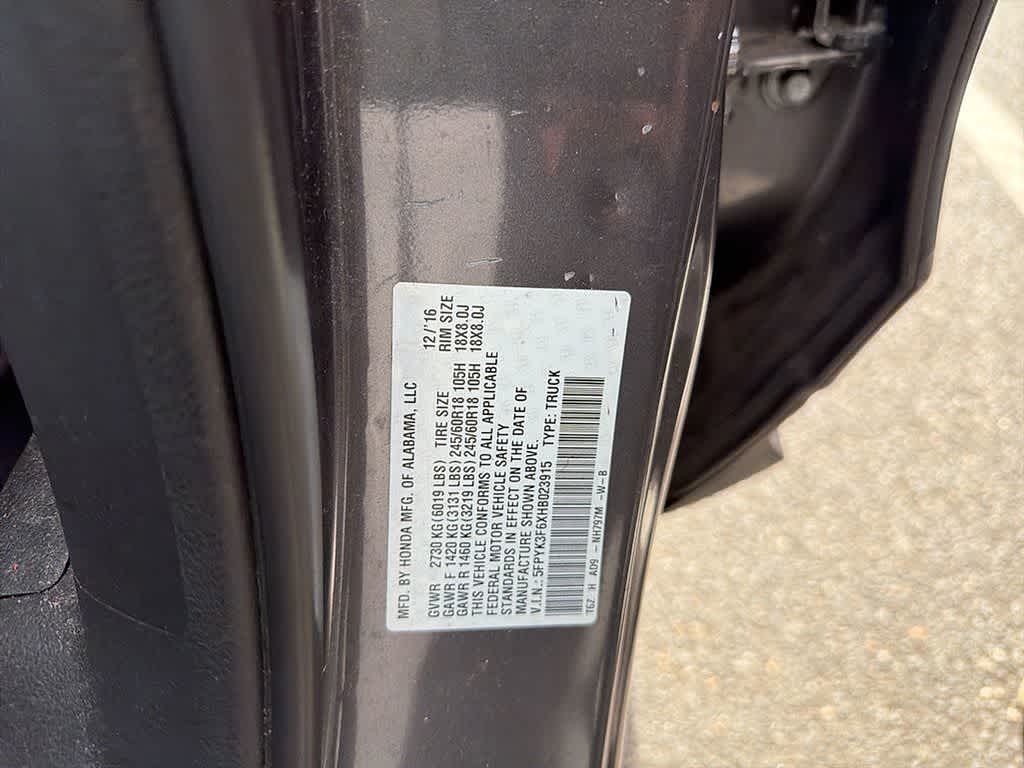 MFD. BY HONDA MFG. OF ALABAMA, LLC 12/'16
GVWR 2730 KG (6019 LBS) TIRE SIZE RIM SIZE
GAWR F 1420 KG (3131 LBS) 245/60R18 105H 18X8.0J
GAWR R 1460 KG (3219 LBS) 245/60R18 105H 18X8.0J
THIS VEHICLE CONFORMS TO ALL APPLICABLE
FEDERAL MOTOR VEHICLE SAFETY
STANDARDS IN EFFECT ON THE DATE OF
MANUFACTURE SHOWN ABOVE.
V.I.N.: 5FPYK3F6XHB023915 TYPE: TRUCK
T6Z H A09 -NH797M -W-B